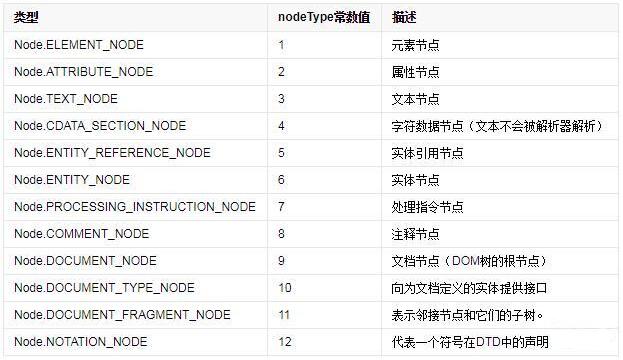 类型 nodeType常数值 描述
Node.ELEMENT_NODE 1 元素节点
Node.ATTRIBUTE_NODE 2 属性节点
Node.TEXT_NODE 3 文本节点
Node.CDATA_SECTION_NODE 4 字符数据节点（文本不会被解析器解析）
Node.ENTITY_REFERENCE_NODE 5 实体引用节点
Node.ENTITY_NODE 6 实体节点
Node.PROCESSING_INSTRUCTION_NODE 7 处理指令节点
Node.COMMENT_NODE 8 注释节点
Node.DOCUMENT_NODE 9 文档节点（DOM树的根节点）
Node.DOCUMENT_TYPE_NODE 10 向为文档定义的实体提供接口
Node.DOCUMENT_FRAGMENT_NODE 11 表示邻接节点和它们的子树。
Node.NOTATION_NODE 12 代表一个符号在DTD中的声明